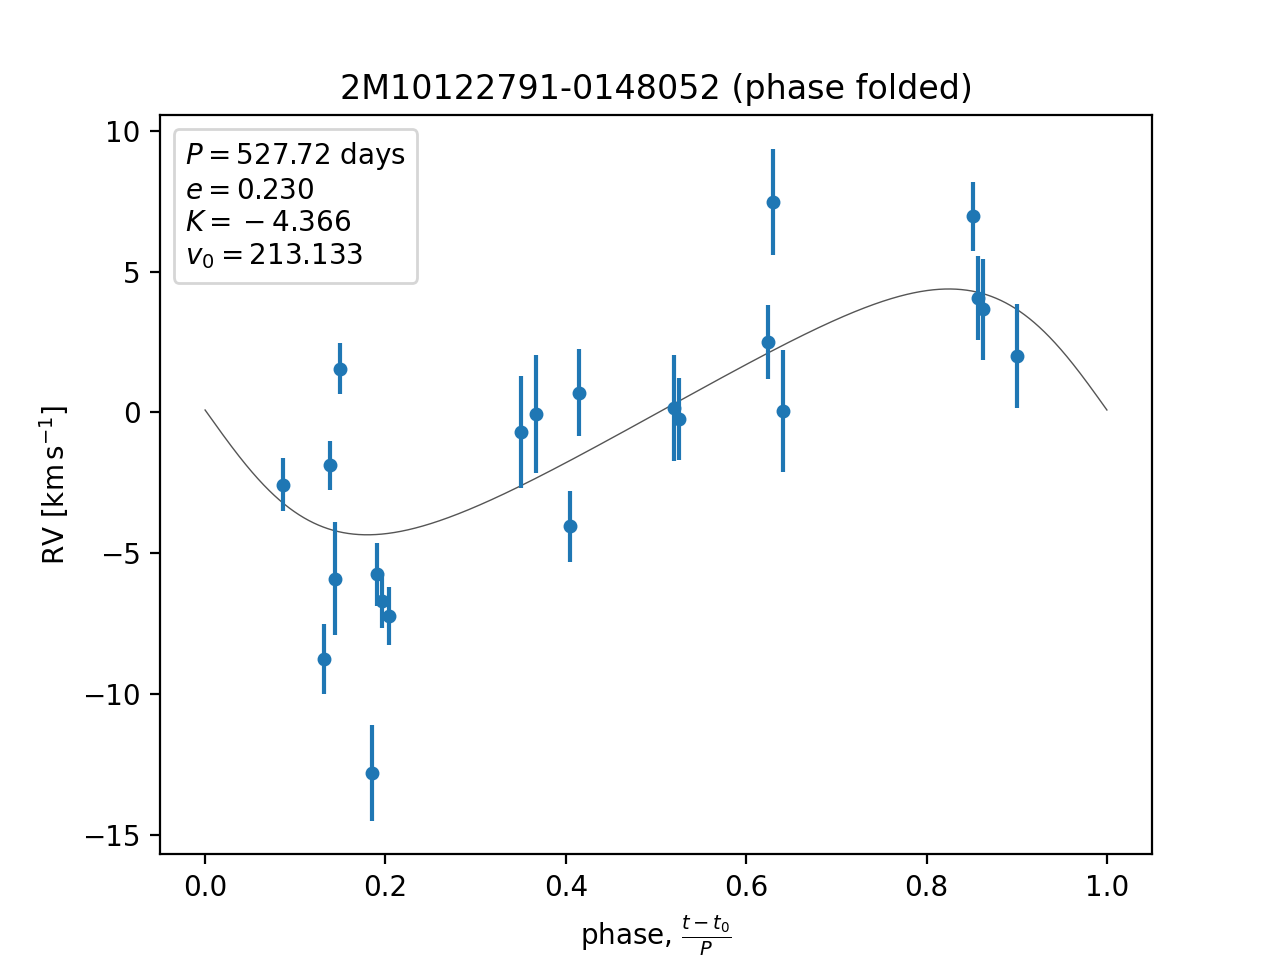 2M10122791-0148052 (phase folded)
P = 527.72 days
e = 0.230
K = −4.366
v₀ = 213.133
10
5
0
−5
−10
−15
RV [km s⁻¹]
0.0 0.2 0.4 0.6 0.8 1.0
phase, (t − t₀)/P